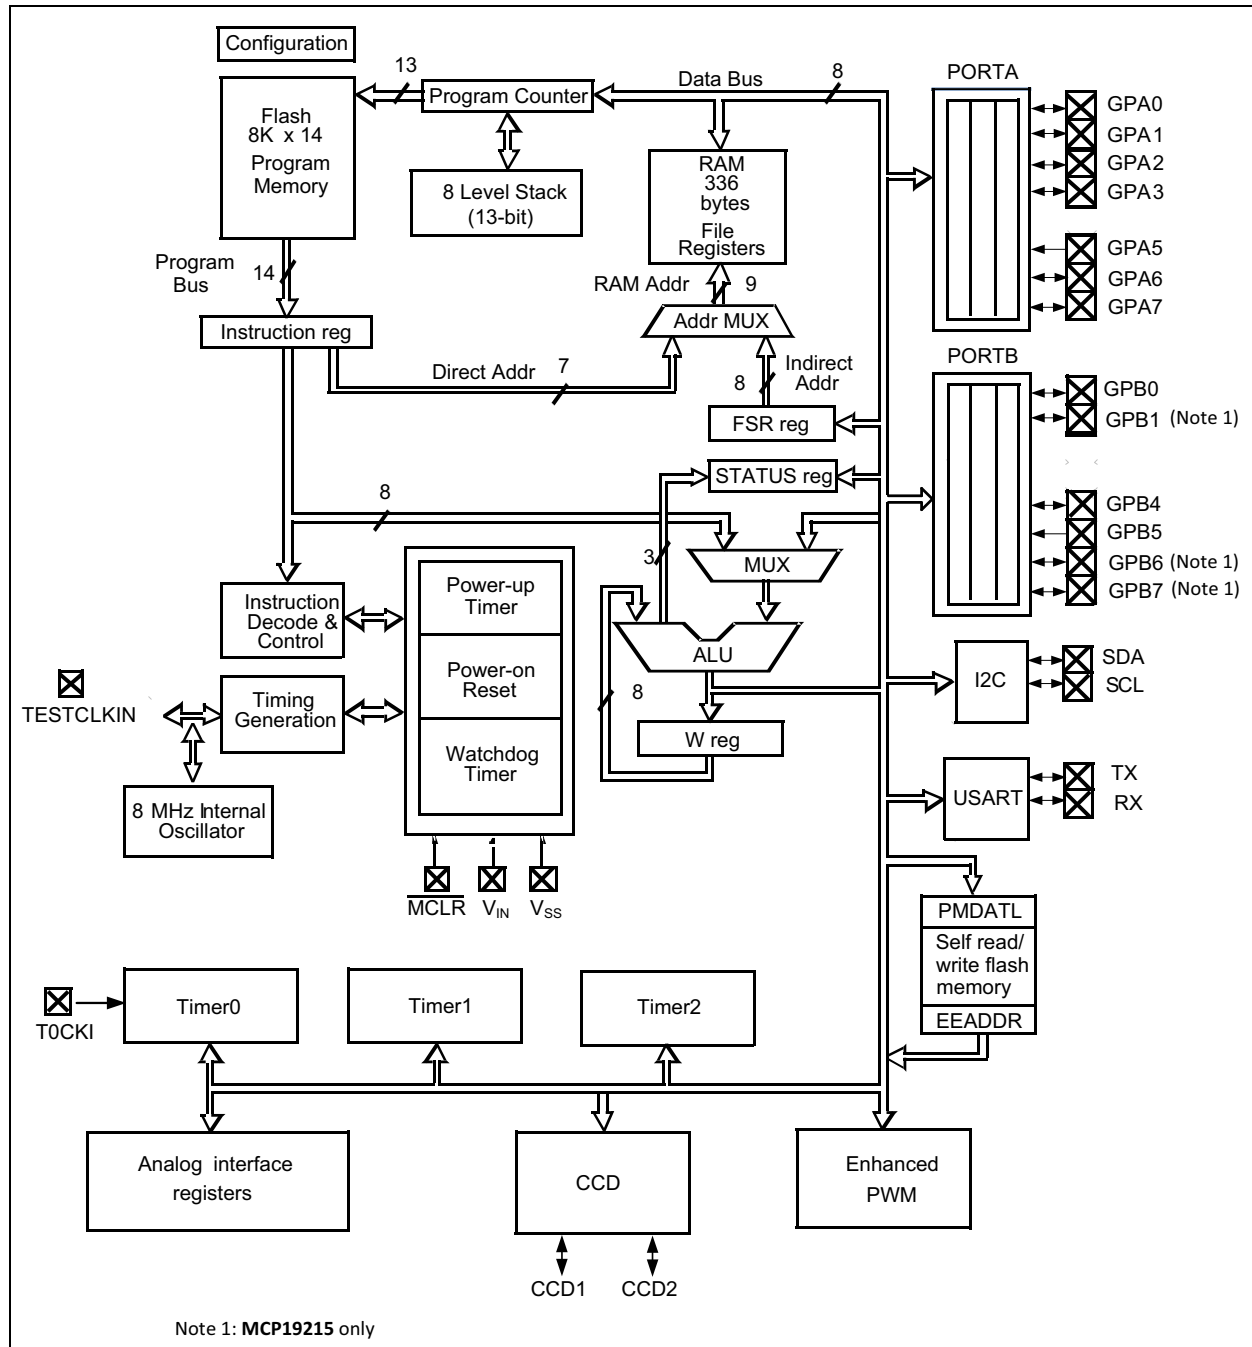 Configuration
13
Data Bus
8
PORTA
Flash
8K x 14
Program
Memory
Program Counter
8 Level Stack
(13-bit)
RAM
336
bytes
File
Registers
GPA0
GPA1
GPA2
GPA3
GPA5
GPA6
GPA7
Program
Bus
14
RAM Addr
9
Addr MUX
Instruction reg
Direct Addr
7
8
Indirect
Addr
FSR reg
PORTB
GPB0
GPB1 (Note 1)
GPB4
GPB5
GPB6 (Note 1)
GPB7 (Note 1)
STATUS reg
8
3
MUX
Instruction
Decode &
Control
Power-up
Timer
Power-on
Reset
Watchdog
Timer
ALU
8
W reg
I2C
SDA
SCL
TESTCLKIN
Timing
Generation
8 MHz Internal
Oscillator
USART
TX
RX
MCLR
VIN
VSS
PMDATL
Self read/
write flash
memory
EEADDR
T0CKI
Timer0
Timer1
Timer2
Analog interface
registers
CCD
Enhanced
PWM
CCD1
CCD2
Note 1: MCP19215 only